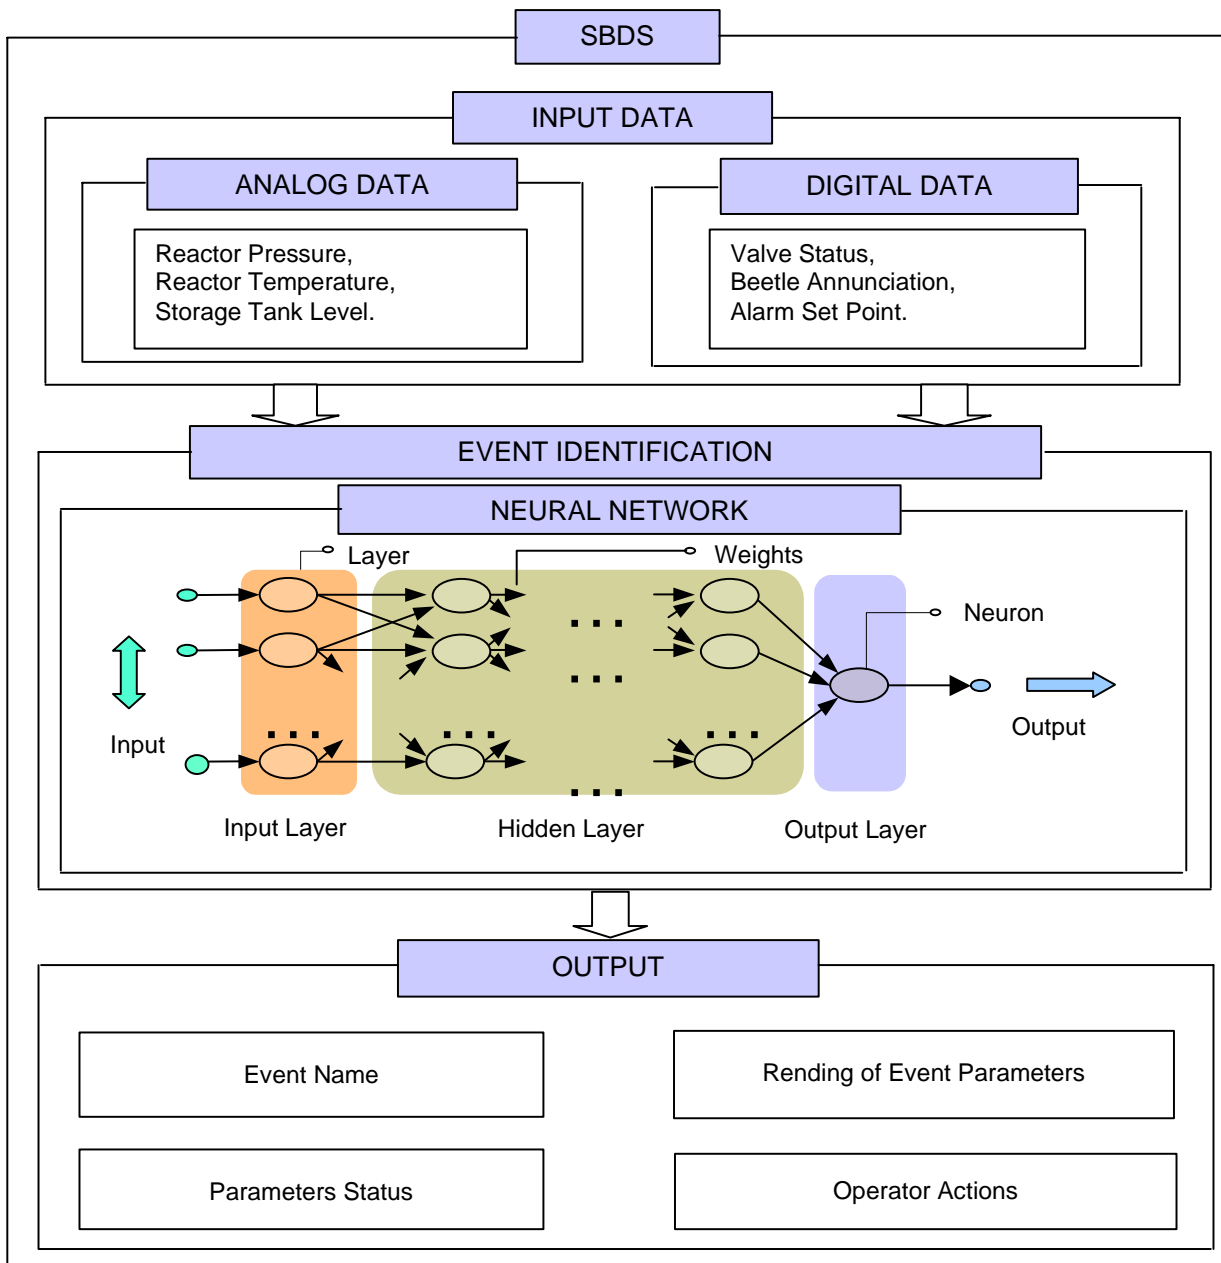 SBDS
INPUT DATA
ANALOG DATA
Reactor Pressure,
Reactor Temperature,
Storage Tank Level.
DIGITAL DATA
Valve Status,
Beetle Annunciation,
Alarm Set Point.
EVENT IDENTIFICATION
NEURAL NETWORK
Layer
Weights
Neuron
Input
Output
Input Layer
Hidden Layer
Output Layer
OUTPUT
Event Name
Rending of Event Parameters
Parameters Status
Operator Actions